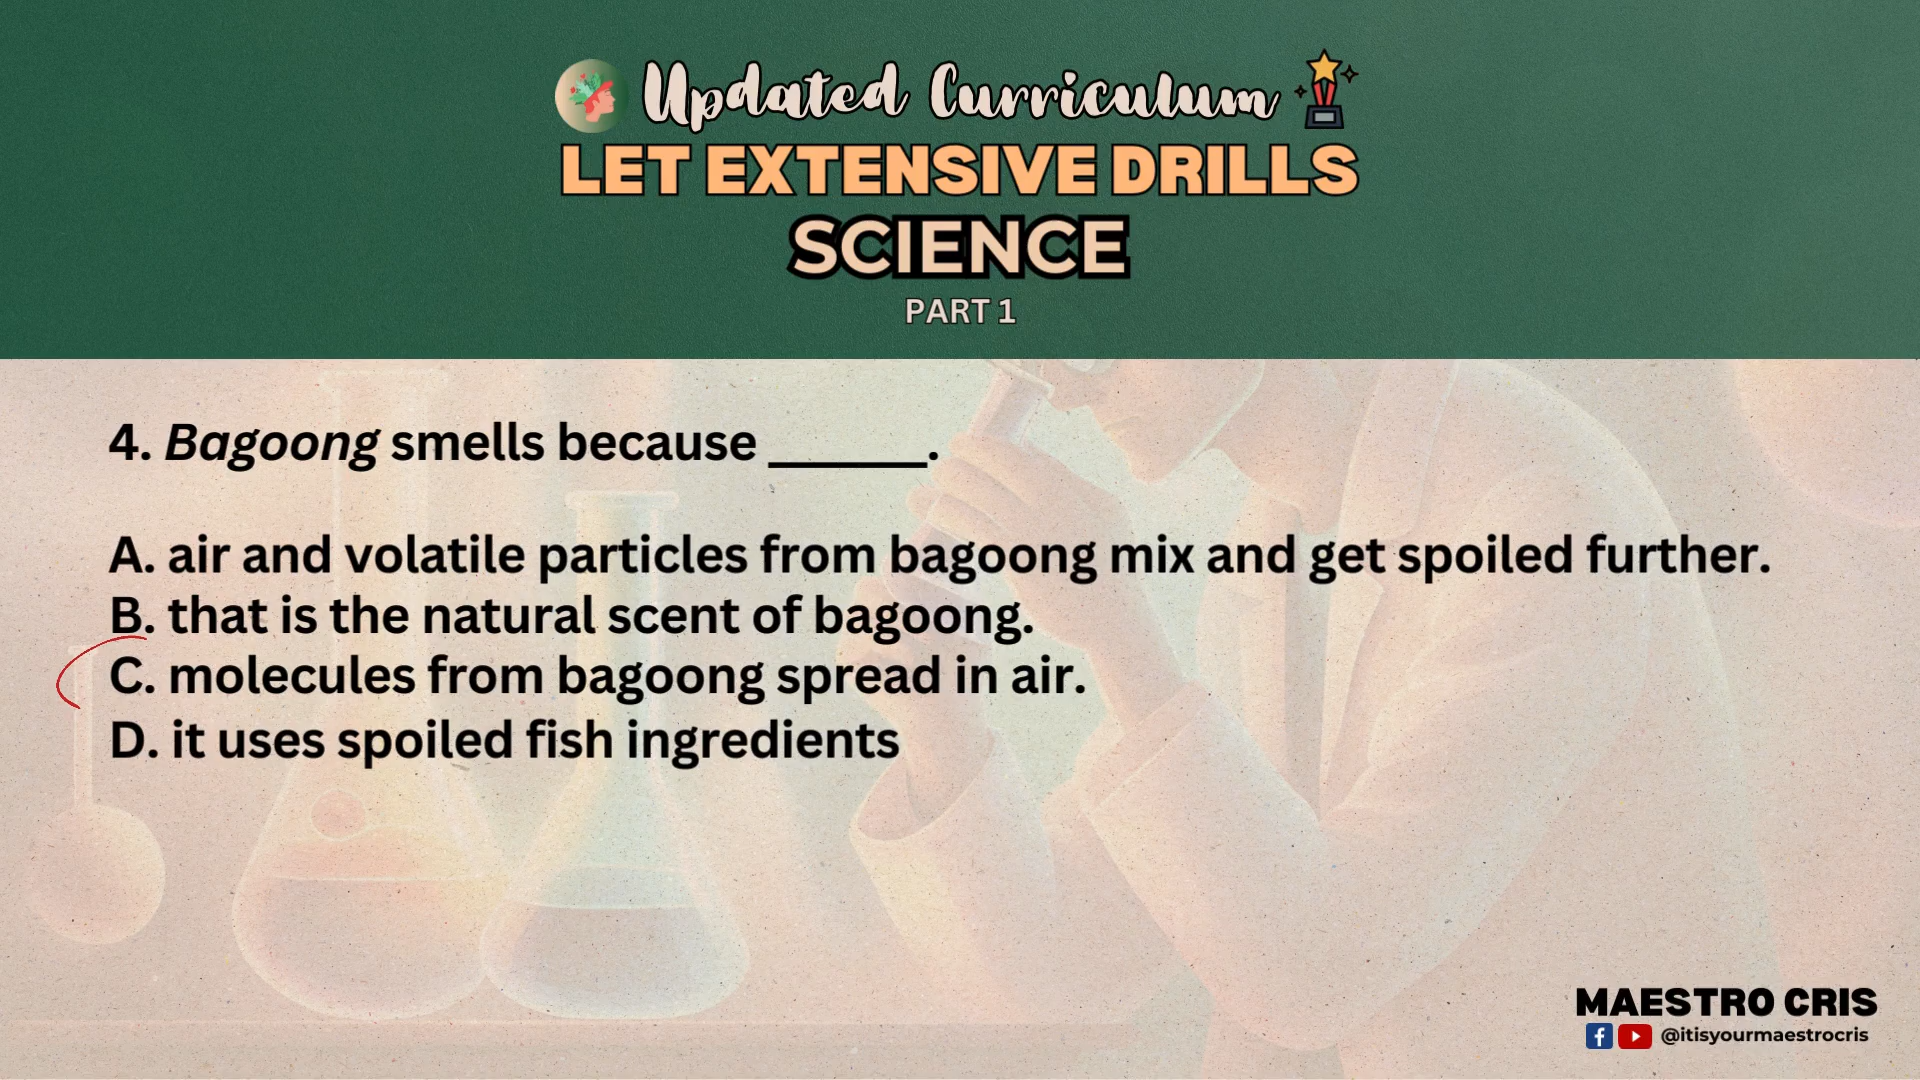 Updated Curriculum
LET EXTENSIVE DRILLS
SCIENCE
PART 1
4. Bagoong smells because ______.
A. air and volatile particles from bagoong mix and get spoiled further.
B. that is the natural scent of bagoong.
C. molecules from bagoong spread in air.
D. it uses spoiled fish ingredients
MAESTRO CRIS
@itisyourmaestrocris